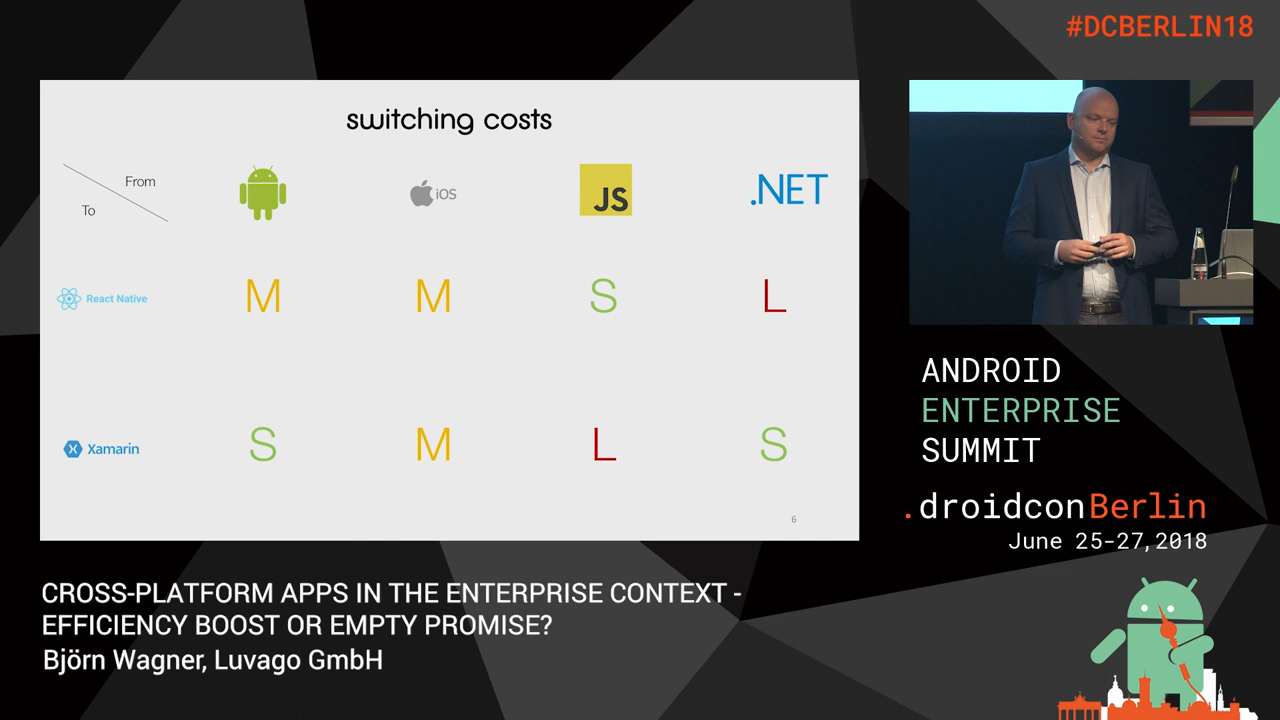 #DCBERLIN18
switching costs
From
To
iOS
JS
.NET
React Native
M M S L
Xamarin
S M L S
6
ANDROID
ENTERPRISE
SUMMIT
.droidconBerlin
June 25-27, 2018
CROSS-PLATFORM APPS IN THE ENTERPRISE CONTEXT -
EFFICIENCY BOOST OR EMPTY PROMISE?
Björn Wagner, Luvago GmbH